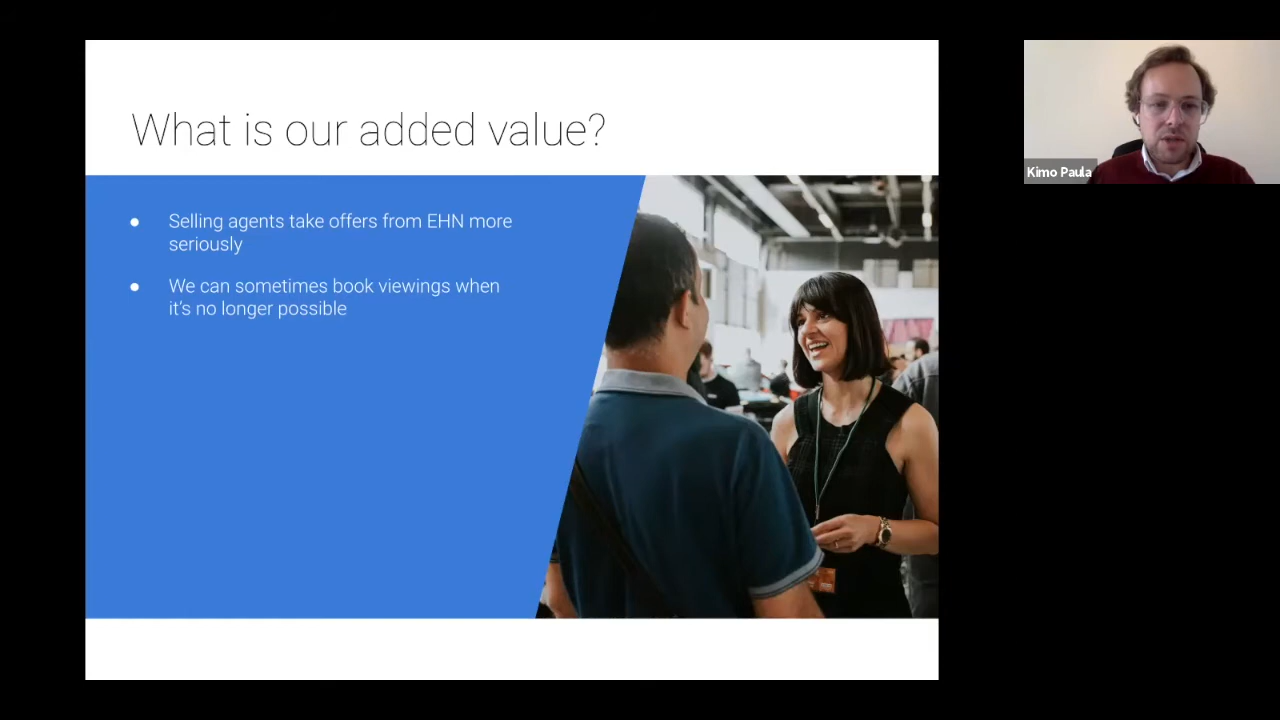 What is our added value?
● Selling agents take offers from EHN more
seriously
● We can sometimes book viewings when
it's no longer possible
Kimo Paula